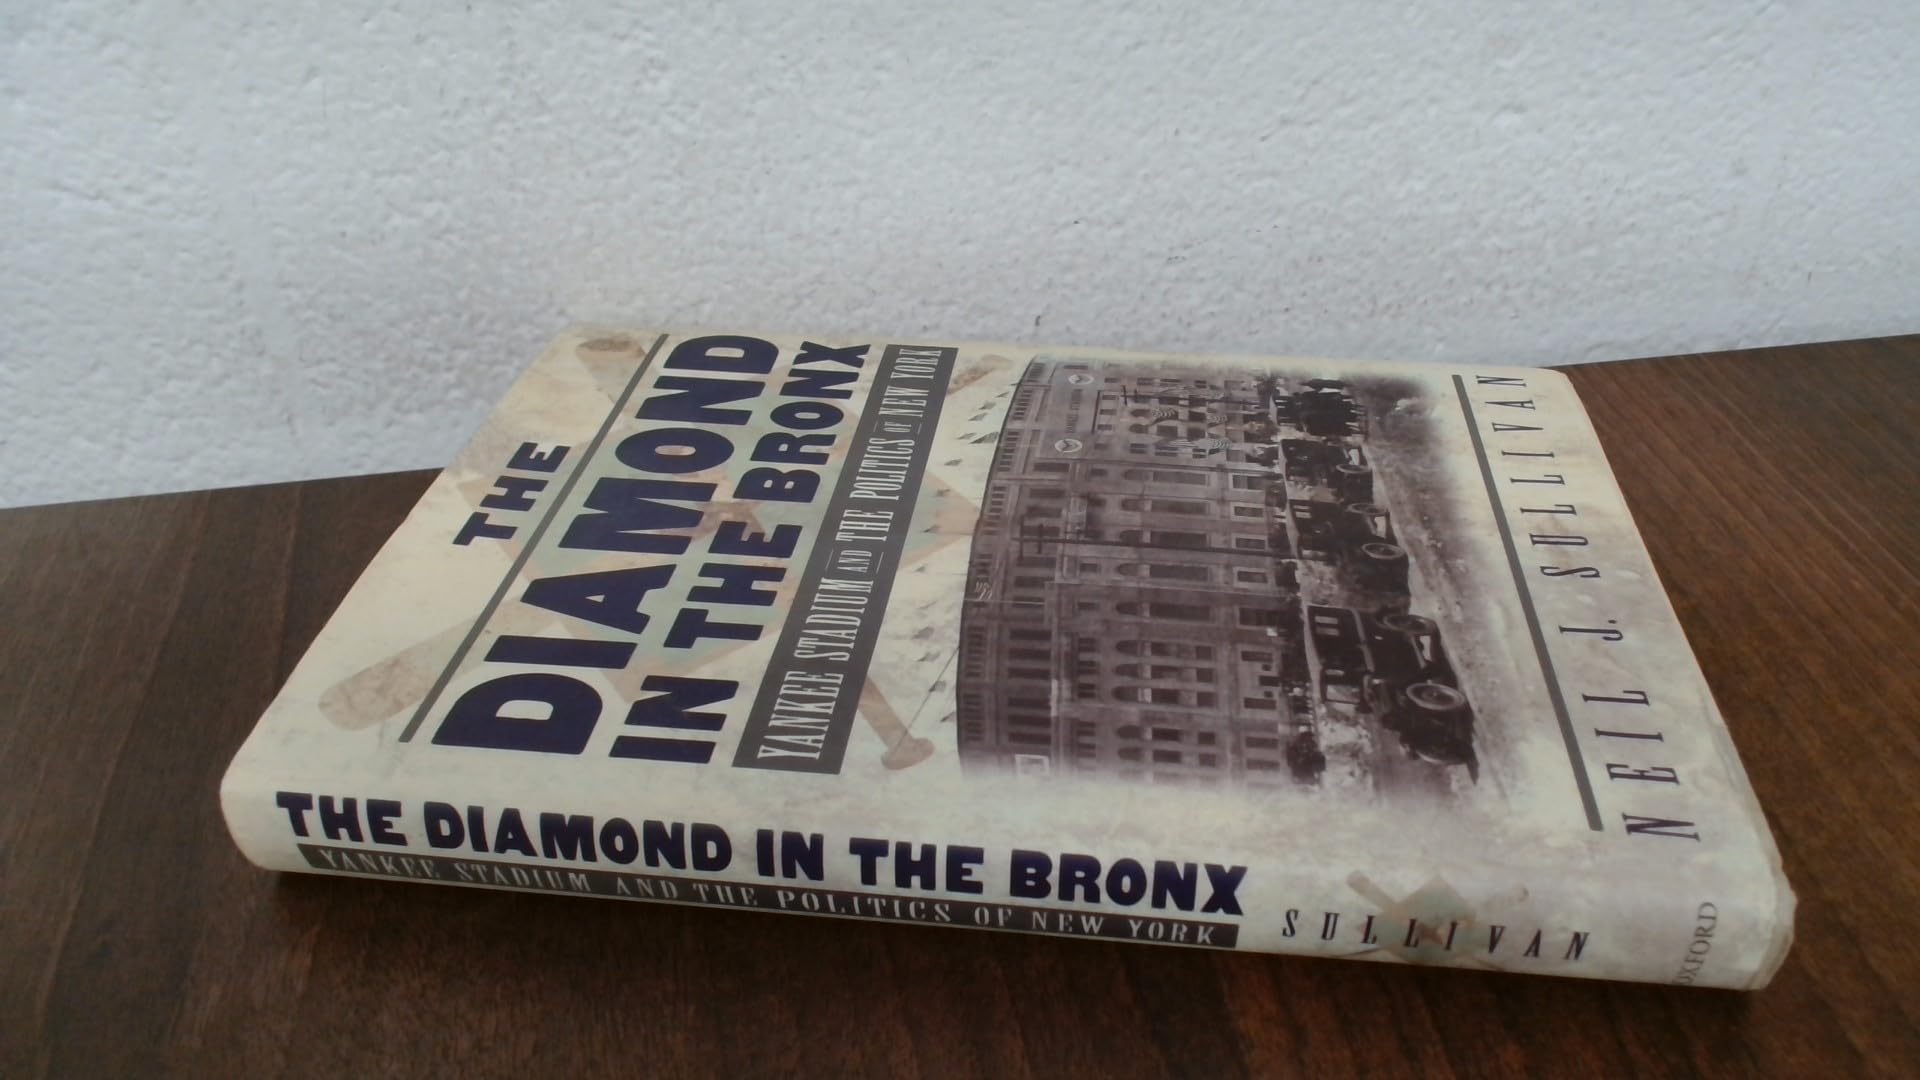 THE
DIAMOND
IN THE BRONX
YANKEE STADIUM AND THE POLITICS OF NEW YORK
NEIL J. SULLIVAN
THE DIAMOND IN THE BRONX
YANKEE STADIUM AND THE POLITICS OF NEW YORK
SULLIVAN
OXFORD